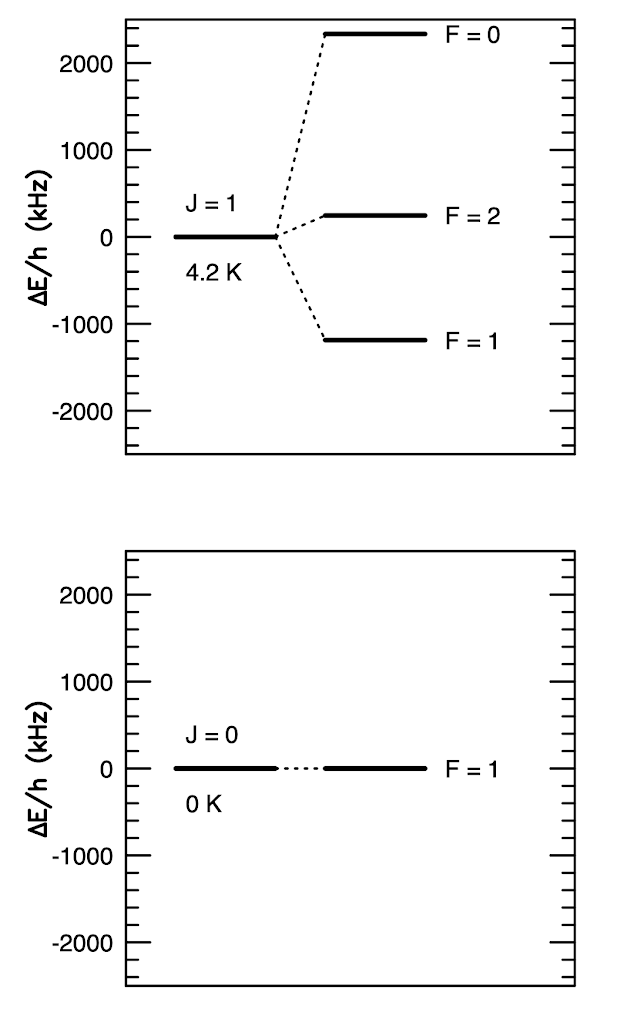 F = 0
2000
1000
J = 1
F = 2
0
4.2 K
-1000
F = 1
-2000
ΔE/h (kHz)
2000
1000
J = 0
0
F = 1
0 K
-1000
-2000
ΔE/h (kHz)